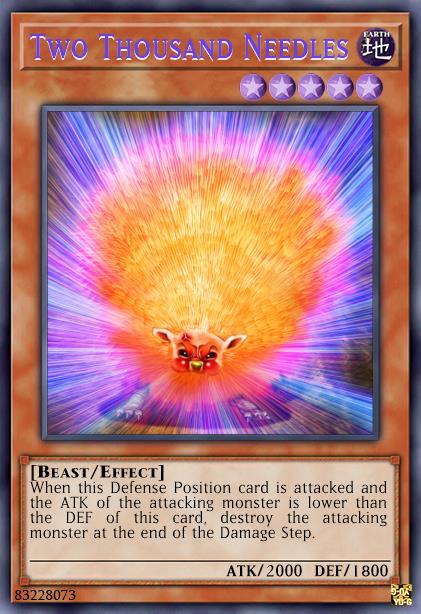 Two Thousand Needles
EARTH
地
[Beast/Effect]
When this Defense Position card is attacked and
the ATK of the attacking monster is lower than
the DEF of this card, destroy the attacking
monster at the end of the Damage Step.
ATK/2000 DEF/1800
83228073